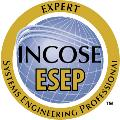 EXPERT
INCOSE
ESEP
SYSTEMS ENGINEERING PROFESSIONAL
TM